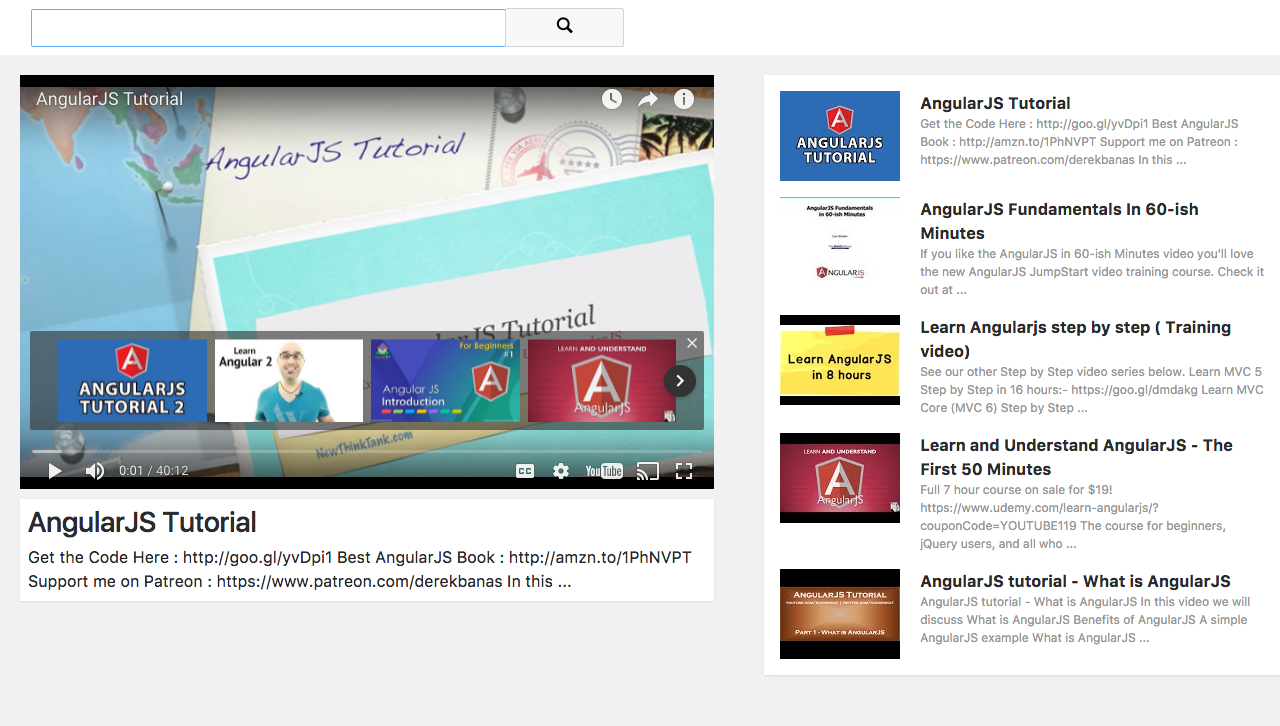 AngularJS Tutorial
AngularJS Tutorial
AngularJS Tutorial
ANGULARJS
TUTORIAL 2
Learn
Angular 2
For Beginners
#1
Angular JS
Introduction
LEARN AND UNDERSTAND
AngularJS
NewThinkTank.com
0:01 / 40:12
CC
YouTube
AngularJS Tutorial
Get the Code Here : http://goo.gl/yvDpi1 Best AngularJS Book : http://amzn.to/1PhNVPT
Support me on Patreon : https://www.patreon.com/derekbanas In this ...
ANGULARJS
TUTORIAL
AngularJS Tutorial
Get the Code Here : http://goo.gl/yvDpi1 Best AngularJS
Book : http://amzn.to/1PhNVPT Support me on Patreon :
https://www.patreon.com/derekbanas In this ...
AngularJS Fundamentals
in 60-ish Minutes
ANGULARJS
AngularJS Fundamentals In 60-ish
Minutes
If you like the AngularJS in 60-ish Minutes video you'll love
the new AngularJS JumpStart video training course. Check it
out at ...
Learn AngularJS
in 8 hours
Learn Angularjs step by step ( Training
video)
See our other Step by Step video series below. Learn MVC 5
Step by Step in 16 hours:- https://goo.gl/dmdakg Learn MVC
Core (MVC 6) Step by Step ...
LEARN AND UNDERSTAND
AngularJS
Learn and Understand AngularJS - The
First 50 Minutes
Full 7 hour course on sale for $19!
https://www.udemy.com/learn-angularjs/?
couponCode=YOUTUBE119 The course for beginners,
jQuery users, and all who ...
ANGULARJS TUTORIAL
PART 1 - WHAT IS ANGULARJS
AngularJS tutorial - What is AngularJS
AngularJS tutorial - What is AngularJS In this video we will
discuss What is AngularJS Benefits of AngularJS A simple
AngularJS example What is AngularJS ...